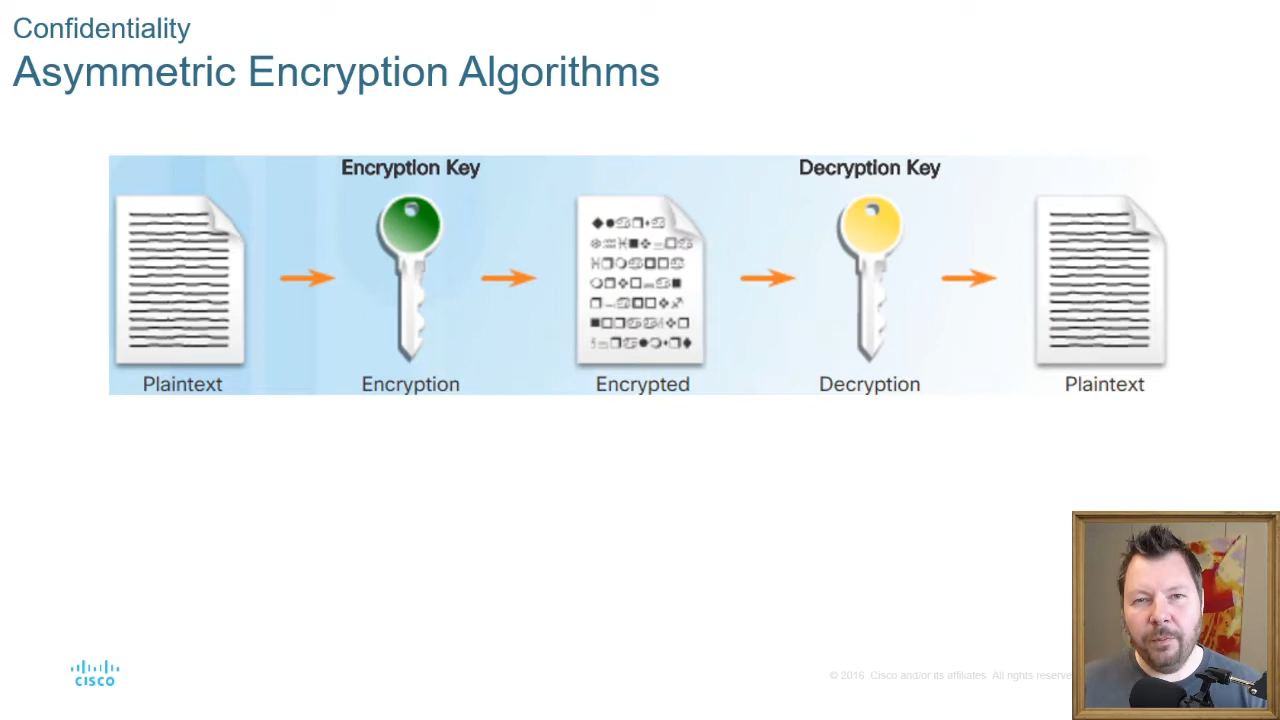 Confidentiality
Asymmetric Encryption Algorithms
Encryption Key
Decryption Key
Plaintext
Encryption
Encrypted
Decryption
Plaintext
CISCO
© 2016 Cisco and/or its affiliates. All rights reserve